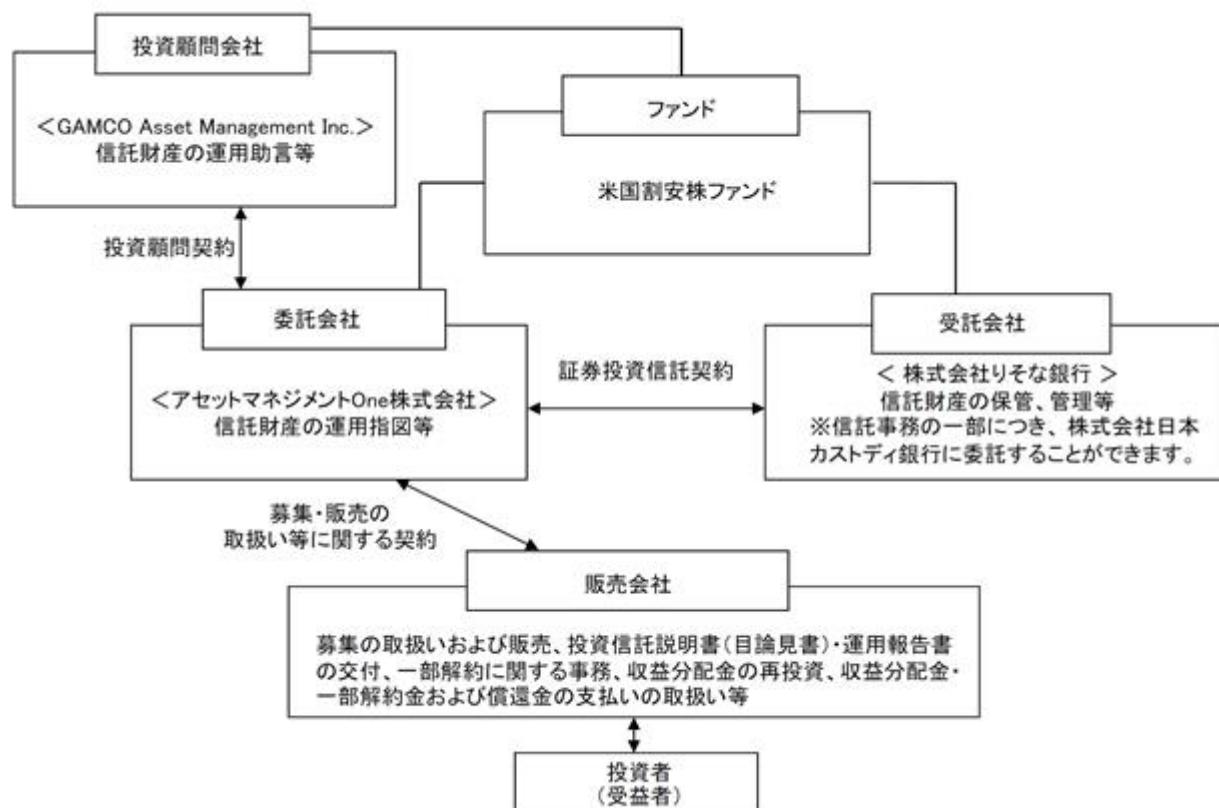 投資顧問会社
<GAMCO Asset Management Inc.>
信託財産の運用助言等
ファンド
米国割安株ファンド
投資顧問契約
委託会社
<アセットマネジメントOne株式会社>
信託財産の運用指図等
証券投資信託契約
受託会社
< 株式会社りそな銀行 >
信託財産の保管、管理等
※信託事務の一部につき、株式会社日本
カストディ銀行に委託することができます。
募集・販売の
取扱い等に関する契約
販売会社
募集の取扱いおよび販売、投資信託説明書(目論見書)・運用報告書
の交付、一部解約に関する事務、収益分配金の再投資、収益分配金・
一部解約金および償還金の支払いの取扱い等
投資者
(受益者)